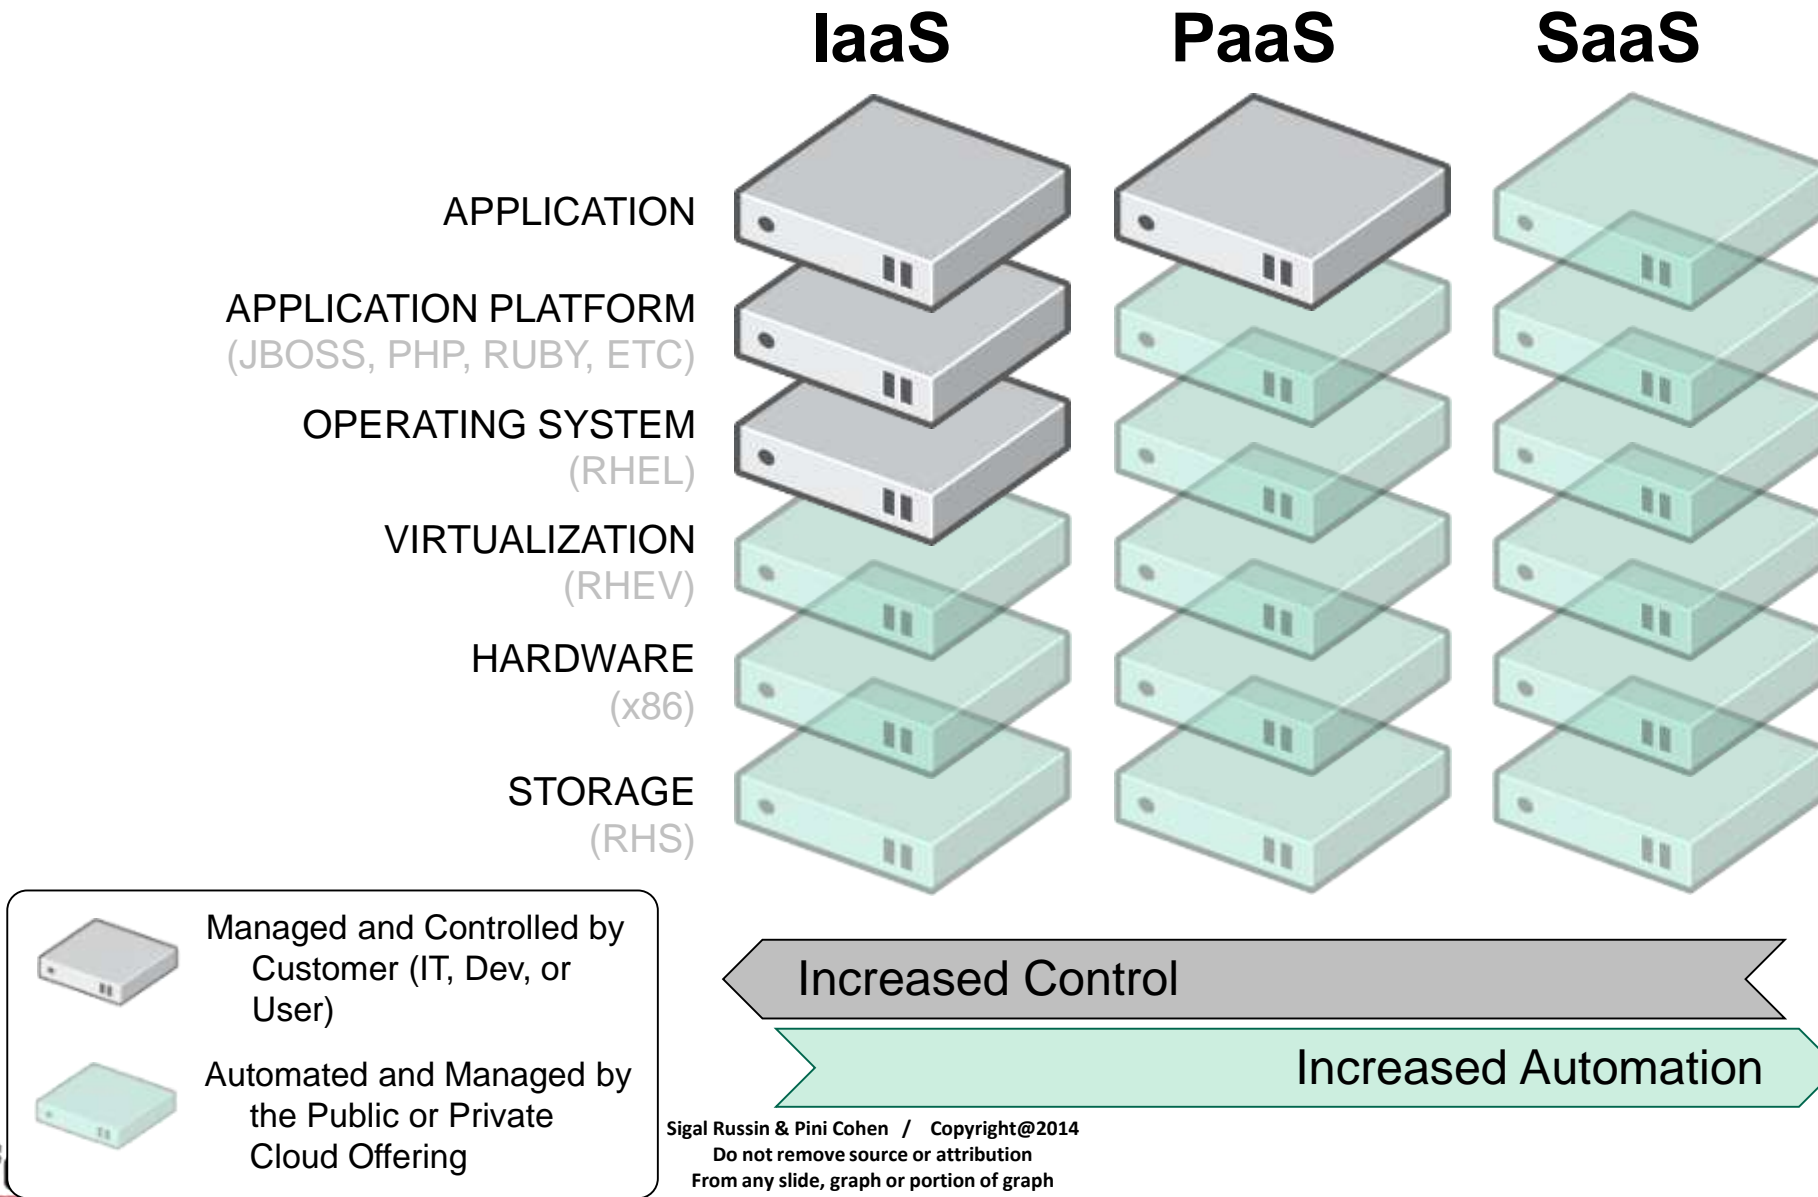 IaaS PaaS SaaS
APPLICATION
APPLICATION PLATFORM
(JBOSS, PHP, RUBY, ETC)
OPERATING SYSTEM
(RHEL)
VIRTUALIZATION
(RHEV)
HARDWARE
(x86)
STORAGE
(RHS)
Managed and Controlled by
Customer (IT, Dev, or
User)
Automated and Managed by
the Public or Private
Cloud Offering
Increased Control
Increased Automation
Sigal Russin & Pini Cohen / Copyright@2014
Do not remove source or attribution
From any slide, graph or portion of graph